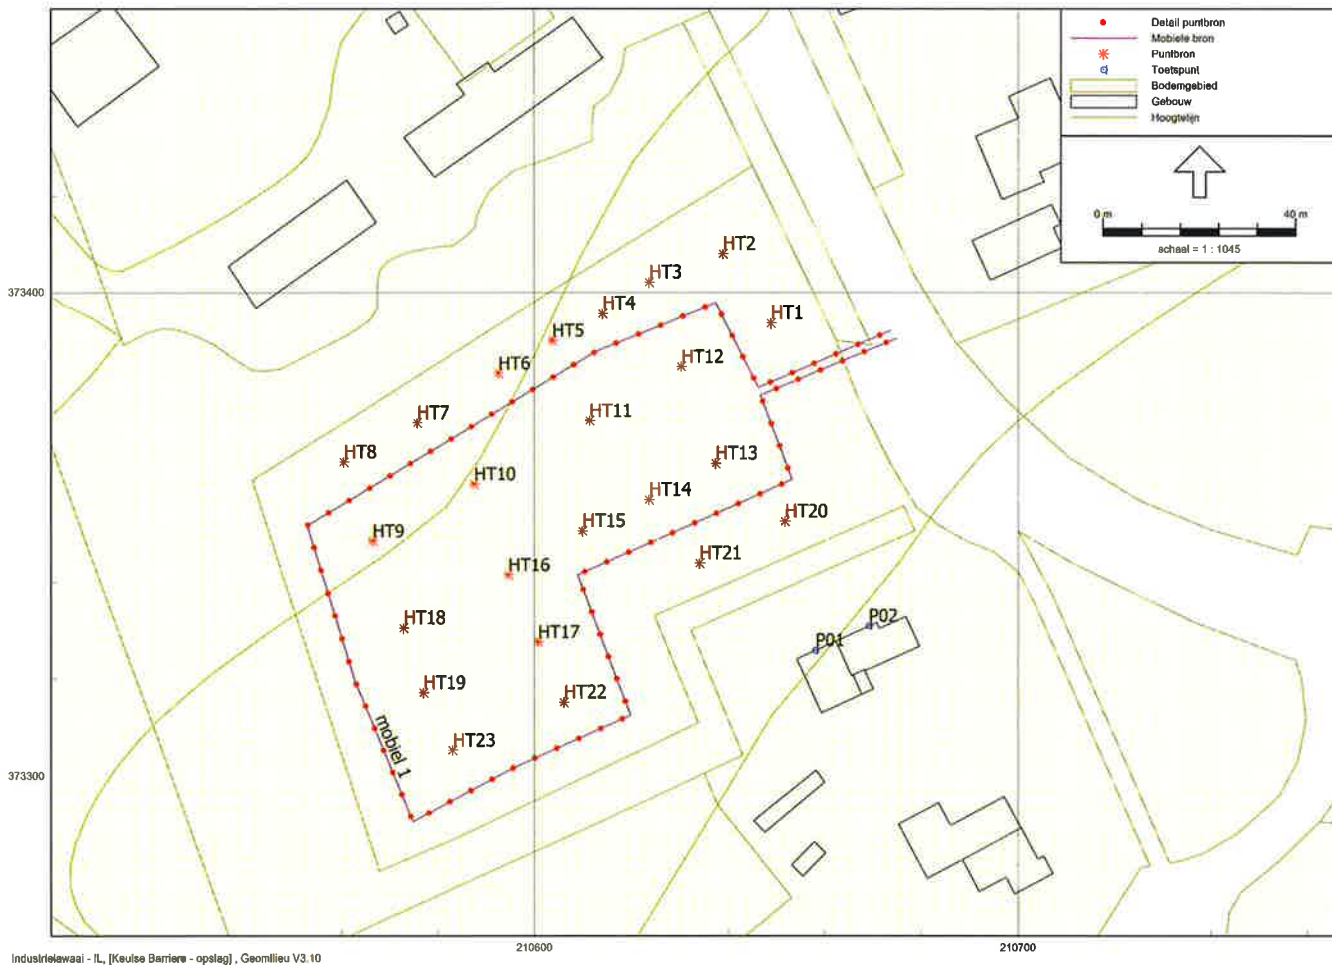 Detail puntbron
Mobiele bron
Puntbron
Toetspunt
Bodemgebied
Gebouw
Hoogtelijn
0 m 40 m
schaal = 1 : 1045
HT2
HT3
HT4
HT1
373400
HT5
HT12
HT6
HT7
HT11
HT8
HT13
HT10
HT14
HT20
HT15
HT9
HT21
HT16
HT18
HT17
P02
P01
HT19
HT22
mobiel 1
HT23
373300
210600
210700
Industrielawaai - IL, [Keulse Barriere - opslag] , Geomilieu V3.10